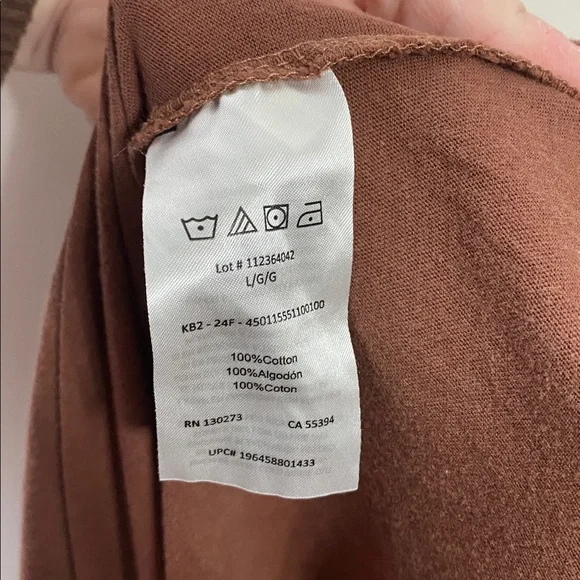 Lot # 112364042
L/G/G
KB2 - 24F - 450115551100100
100%Cotton
100%Algodón
100%Coton
RN 130273 CA 55394
UPC# 196458801433